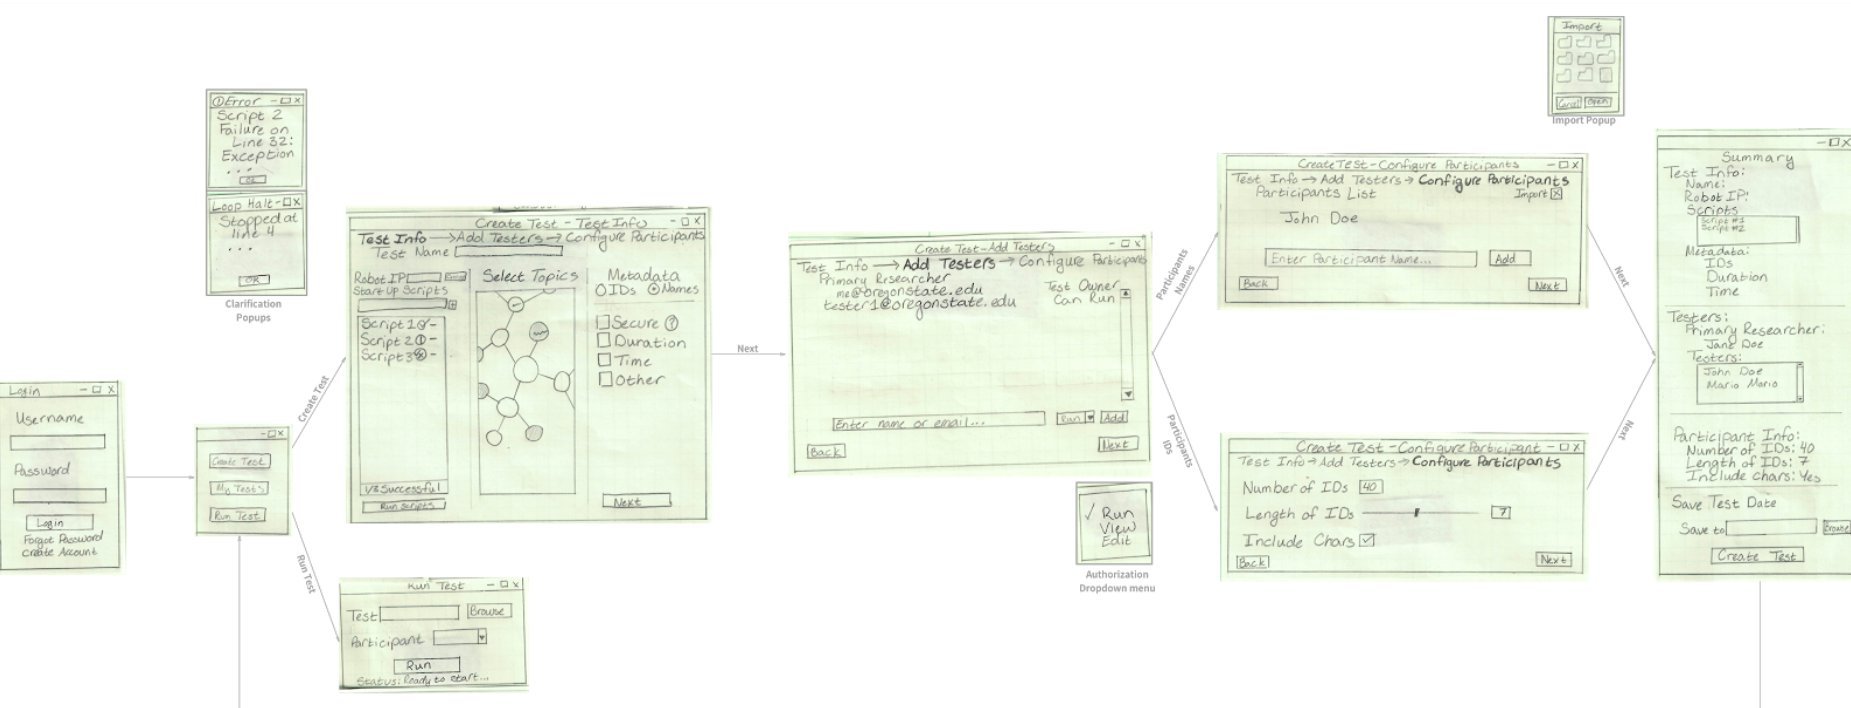 Login
Username
Password
Login
Forgot Password
Create Account
Create Test
My Tests
Run Test
Error
Script 2
Failure on
Line 32:
Exception
...
OK
Loop Halt
Stopped at
line 4
...
OK
Clarification
Popups
Create Test
Run Test
Create Test - Test Info
Test Info → Add Testers → Configure Participants
Test Name
Robot IP
Start Up Scripts
Script 1
Script 2
Script 3
1/3 Successful
Run Scripts
Select Topics
Metadata
IDs Names
Secure ?
Duration
Time
Other
Next
Run Test
Test Browse
Participant
Run
Status: Ready to start...
Next
Create Test - Add Testers
Test Info → Add Testers → Configure Participants
Primary Researcher
me@oregonstate.edu Test Owner
tester1@oregonstate.edu Can Run
Enter name or email... Run Add
Back Next
✓ Run
View
Edit
Authorization
Dropdown menu
Participants
Names
Participants
IDs
Import
Cancel Open
Import Popup
Create Test - Configure Participants
Test Info → Add Testers → Configure Participants
Participants List Import
John Doe
Enter Participant Name... Add
Back Next
Create Test - Configure Participant
Test Info → Add Testers → Configure Participants
Number of IDs 40
Length of IDs 7
Include Chars
Back Next
Next
Next
Summary
Test Info:
Name:
Robot IP:
Scripts
Script #1
Script #2
Metadata:
IDs
Duration
Time
Testers:
Primary Researcher:
Jane Doe
Testers:
John Doe
Mario Mario
Participant Info:
Number of IDs: 40
Length of IDs: 7
Include chars: Yes
Save Test Date
Save to Browse
Create Test